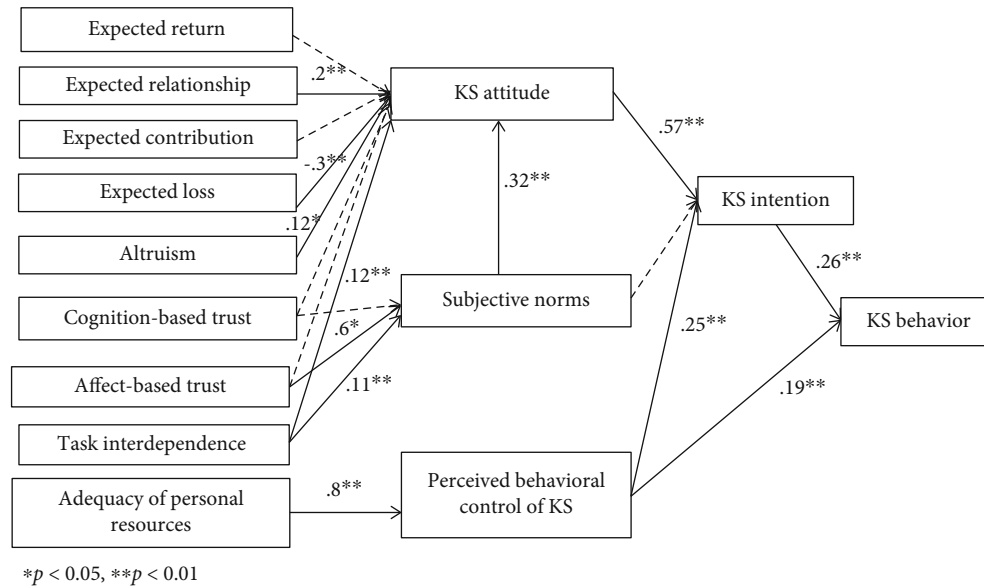 Expected return
Expected relationship
.2**
KS attitude
Expected contribution
.57**
-.3**
Expected loss
.32**
KS intention
.12*
Altruism
.12**
.26**
Cognition-based trust
Subjective norms
KS behavior
.6*
.25**
Affect-based trust
.11**
.19**
Task interdependence
Adequacy of personal
resources
.8**
Perceived behavioral
control of KS
*p < 0.05, **p < 0.01